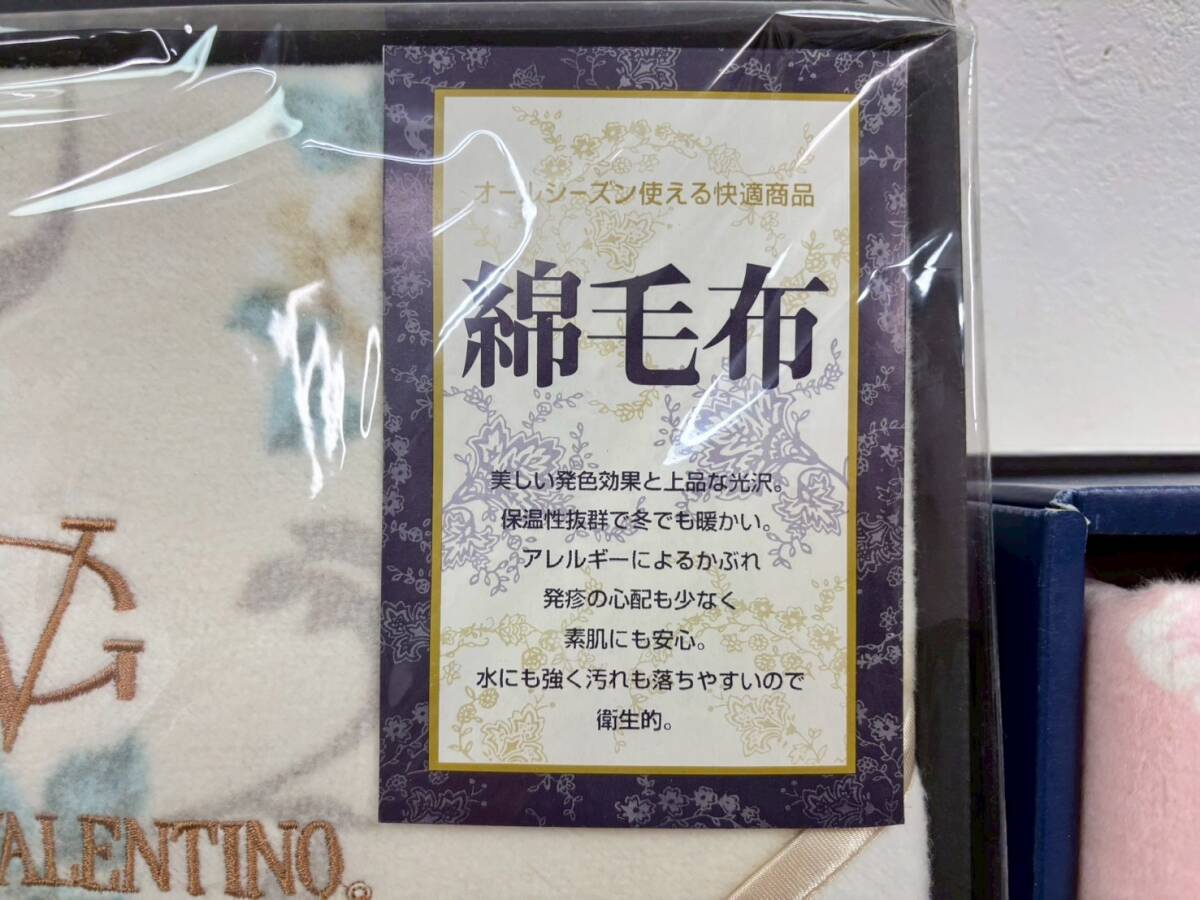 オールシーズン使える快適商品
綿毛布
美しい発色効果と上品な光沢。
保温性抜群で冬でも暖かい。
アレルギーによるかぶれ
発疹の心配も少なく
素肌にも安心。
水にも強く汚れも落ちやすいので
衛生的。
VG
VALENTINO®